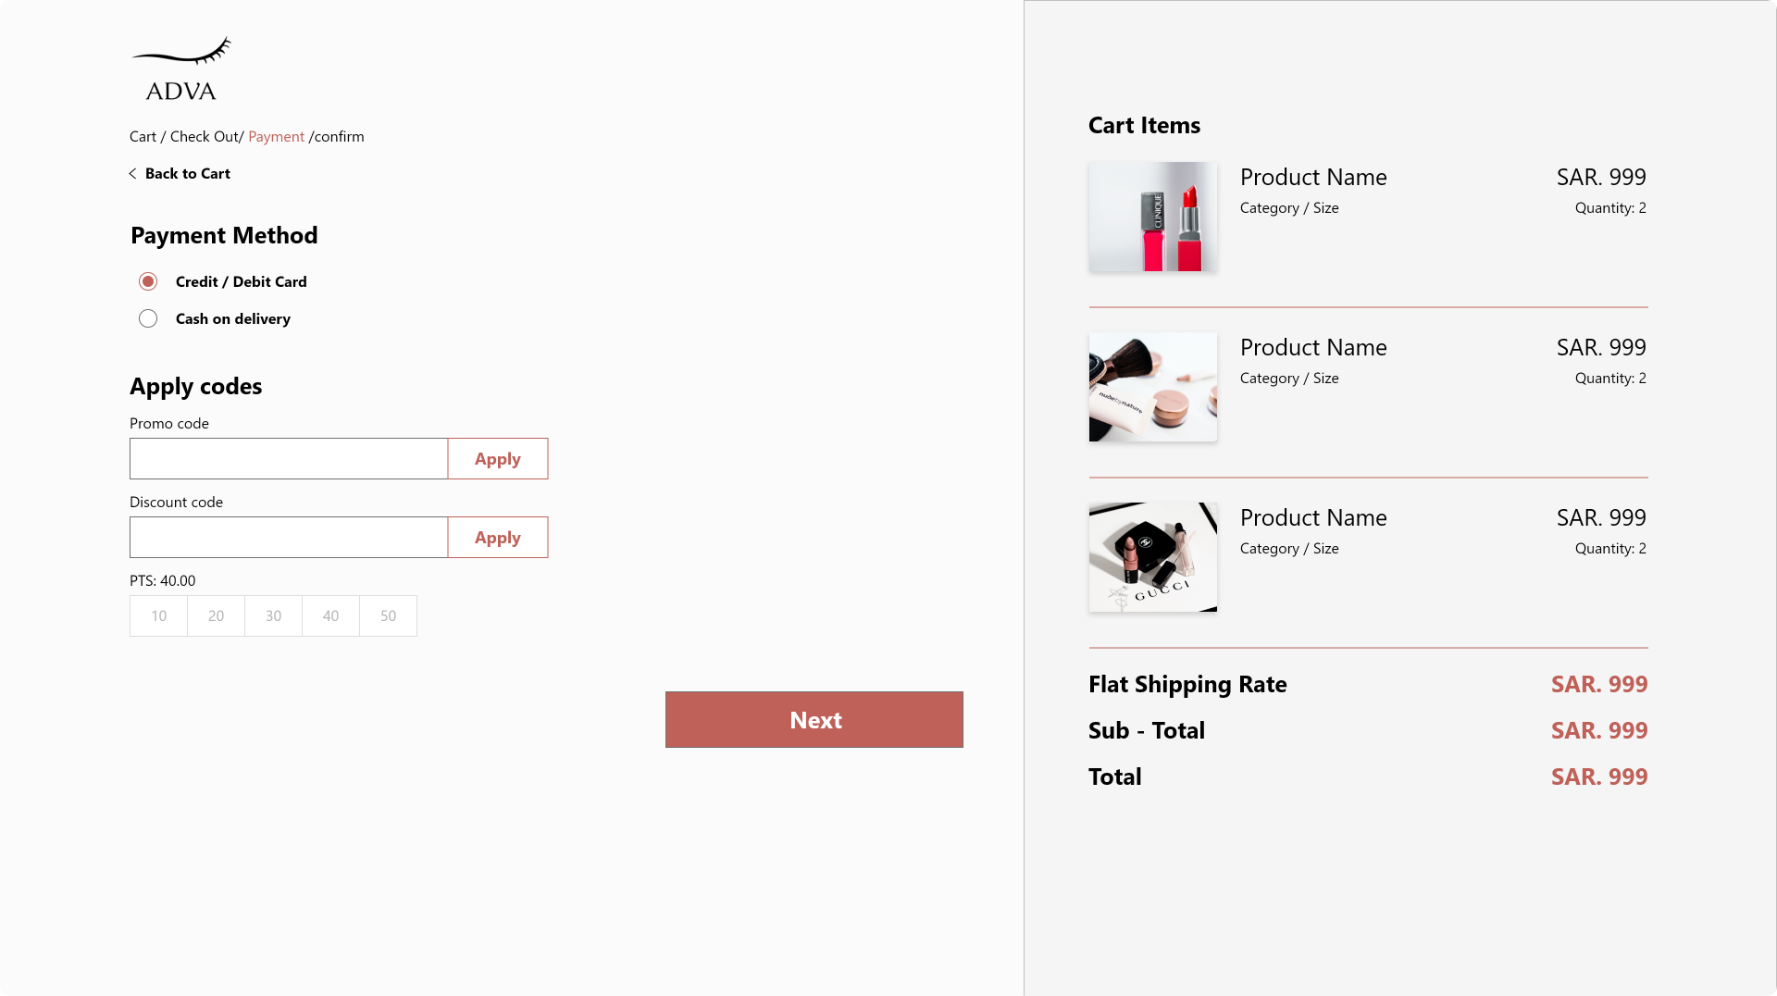 ADVA
Cart / Check Out/ Payment /confirm
Back to Cart
Payment Method
Credit / Debit Card
Cash on delivery
Apply codes
Promo code
Apply
Discount code
Apply
PTS: 40.00
10 20 30 40 50
Next
Cart Items
CLINIQUE
Product Name SAR. 999
Category / Size Quantity: 2
nudebynature
Product Name SAR. 999
Category / Size Quantity: 2
GUCCI
Product Name SAR. 999
Category / Size Quantity: 2
Flat Shipping Rate SAR. 999
Sub - Total SAR. 999
Total SAR. 999